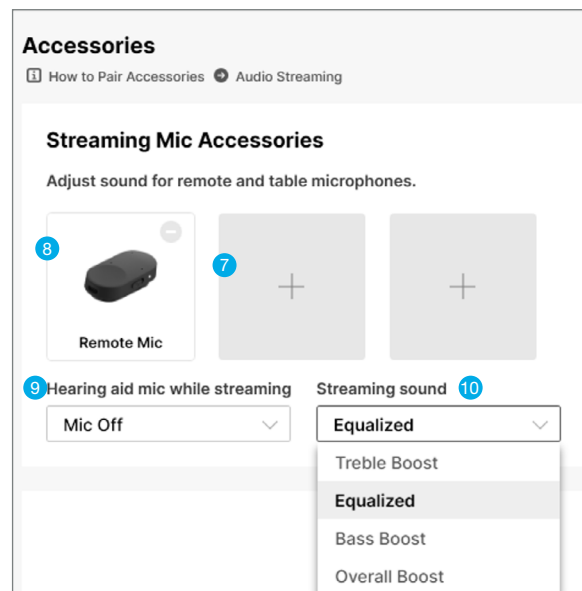 Accessories
How to Pair Accessories Audio Streaming
Streaming Mic Accessories
Adjust sound for remote and table microphones.
8
7
Remote Mic
9 Hearing aid mic while streaming Streaming sound 10
Mic Off Equalized
Treble Boost
Equalized
Bass Boost
Overall Boost